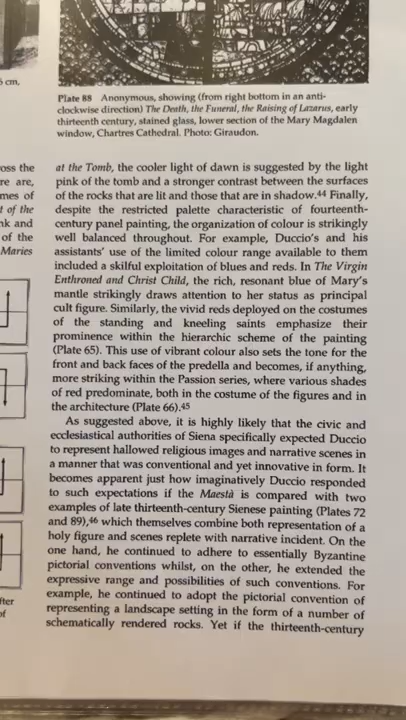 5 cm,
Plate 88 Anonymous, showing (from right bottom in an anti-
clockwise direction) The Death, the Funeral, the Raising of Lazarus, early
thirteenth century, stained glass, lower section of the Mary Magdalen
window, Chartres Cathedral. Photo: Giraudon.
oss the
re are,
mes of
t of the
nk and
of the
Maries
fter
of
at the Tomb, the cooler light of dawn is suggested by the light
pink of the tomb and a stronger contrast between the surfaces
of the rocks that are lit and those that are in shadow.44 Finally,
despite the restricted palette characteristic of fourteenth-
century panel painting, the organization of colour is strikingly
well balanced throughout. For example, Duccio's and his
assistants' use of the limited colour range available to them
included a skilful exploitation of blues and reds. In The Virgin
Enthroned and Christ Child, the rich, resonant blue of Mary's
mantle strikingly draws attention to her status as principal
cult figure. Similarly, the vivid reds deployed on the costumes
of the standing and kneeling saints emphasize their
prominence within the hierarchic scheme of the painting
(Plate 65). This use of vibrant colour also sets the tone for the
front and back faces of the predella and becomes, if anything,
more striking within the Passion series, where various shades
of red predominate, both in the costume of the figures and in
the architecture (Plate 66).45
As suggested above, it is highly likely that the civic and
ecclesiastical authorities of Siena specifically expected Duccio
to represent hallowed religious images and narrative scenes in
a manner that was conventional and yet innovative in form. It
becomes apparent just how imaginatively Duccio responded
to such expectations if the Maestà is compared with two
examples of late thirteenth-century Sienese painting (Plates 72
and 89),46 which themselves combine both representation of a
holy figure and scenes replete with narrative incident. On the
one hand, he continued to adhere to essentially Byzantine
pictorial conventions whilst, on the other, he extended the
expressive range and possibilities of such conventions. For
example, he continued to adopt the pictorial convention of
representing a landscape setting in the form of a number of
schematically rendered rocks. Yet if the thirteenth-century